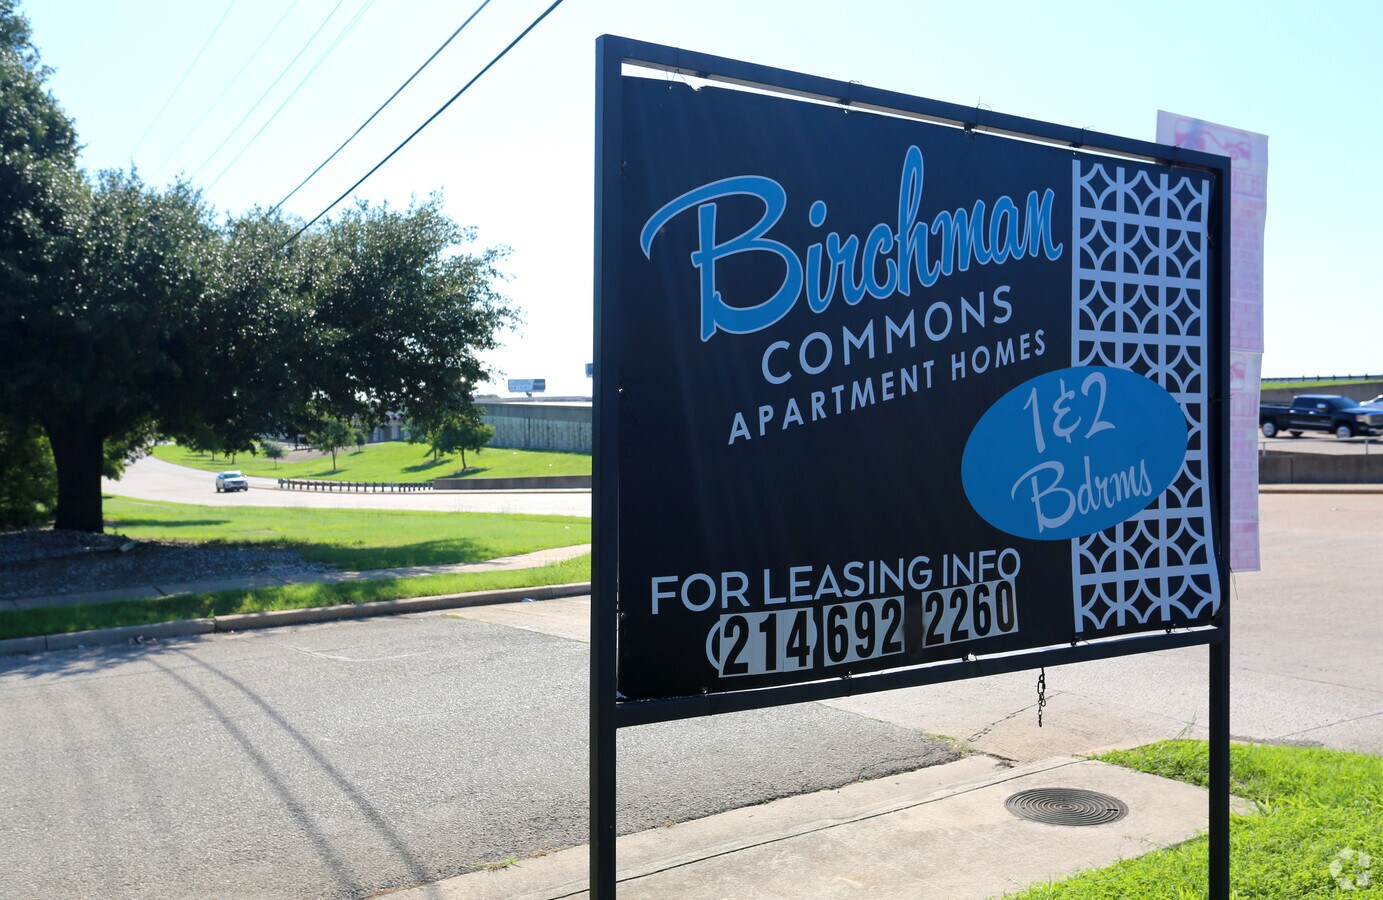 Birchman
COMMONS
APARTMENT HOMES
1 & 2
Bdrms
FOR LEASING INFO
(214 692 2260